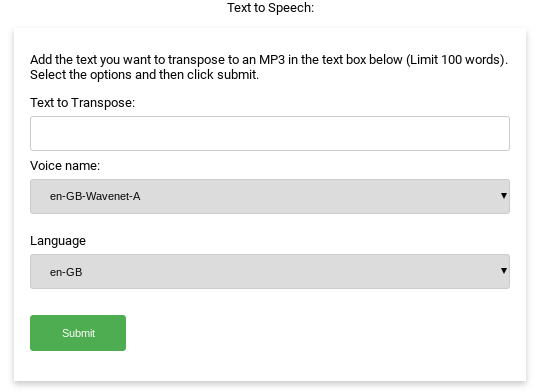 Text to Speech:
Add the text you want to transpose to an MP3 in the text box below (Limit 100 words).
Select the options and then click submit.
Text to Transpose:
Voice name:
en-GB-Wavenet-A
Language
en-GB
Submit